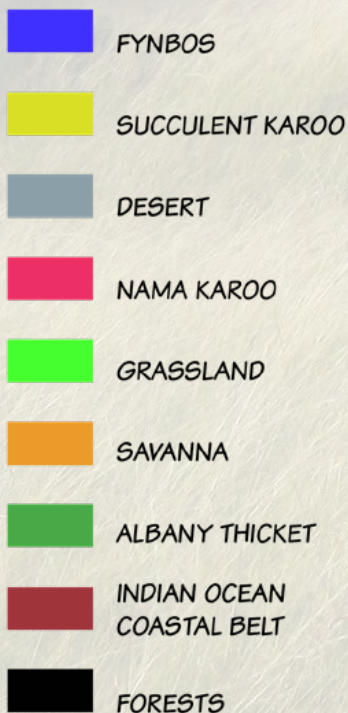 FYNBOS
SUCCULENT KAROO
DESERT
NAMA KAROO
GRASSLAND
SAVANNA
ALBANY THICKET
INDIAN OCEAN
COASTAL BELT
FORESTS